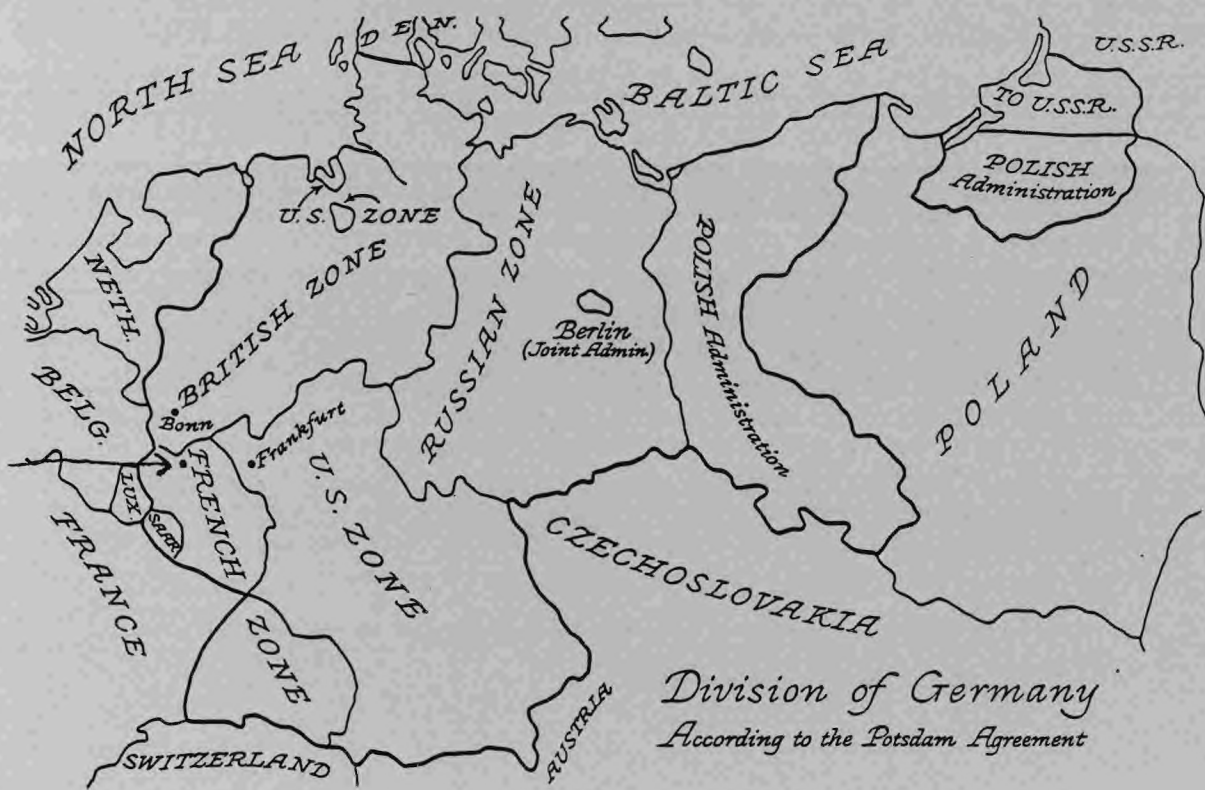 NORTH SEA
DEN.
BALTIC SEA
U.S.S.R.
TO U.S.S.R.
POLISH
Administration
U.S. ZONE
NETH.
BRITISH ZONE
RUSSIAN ZONE
Berlin
(Joint Admin.)
POLISH Administration
POLAND
BELG.
Bonn
Frankfurt
U.S. ZONE
LUX.
SAAR
FRENCH
ZONE
FRANCE
CZECHOSLOVAKIA
SWITZERLAND
AUSTRIA
Division of Germany
According to the Potsdam Agreement